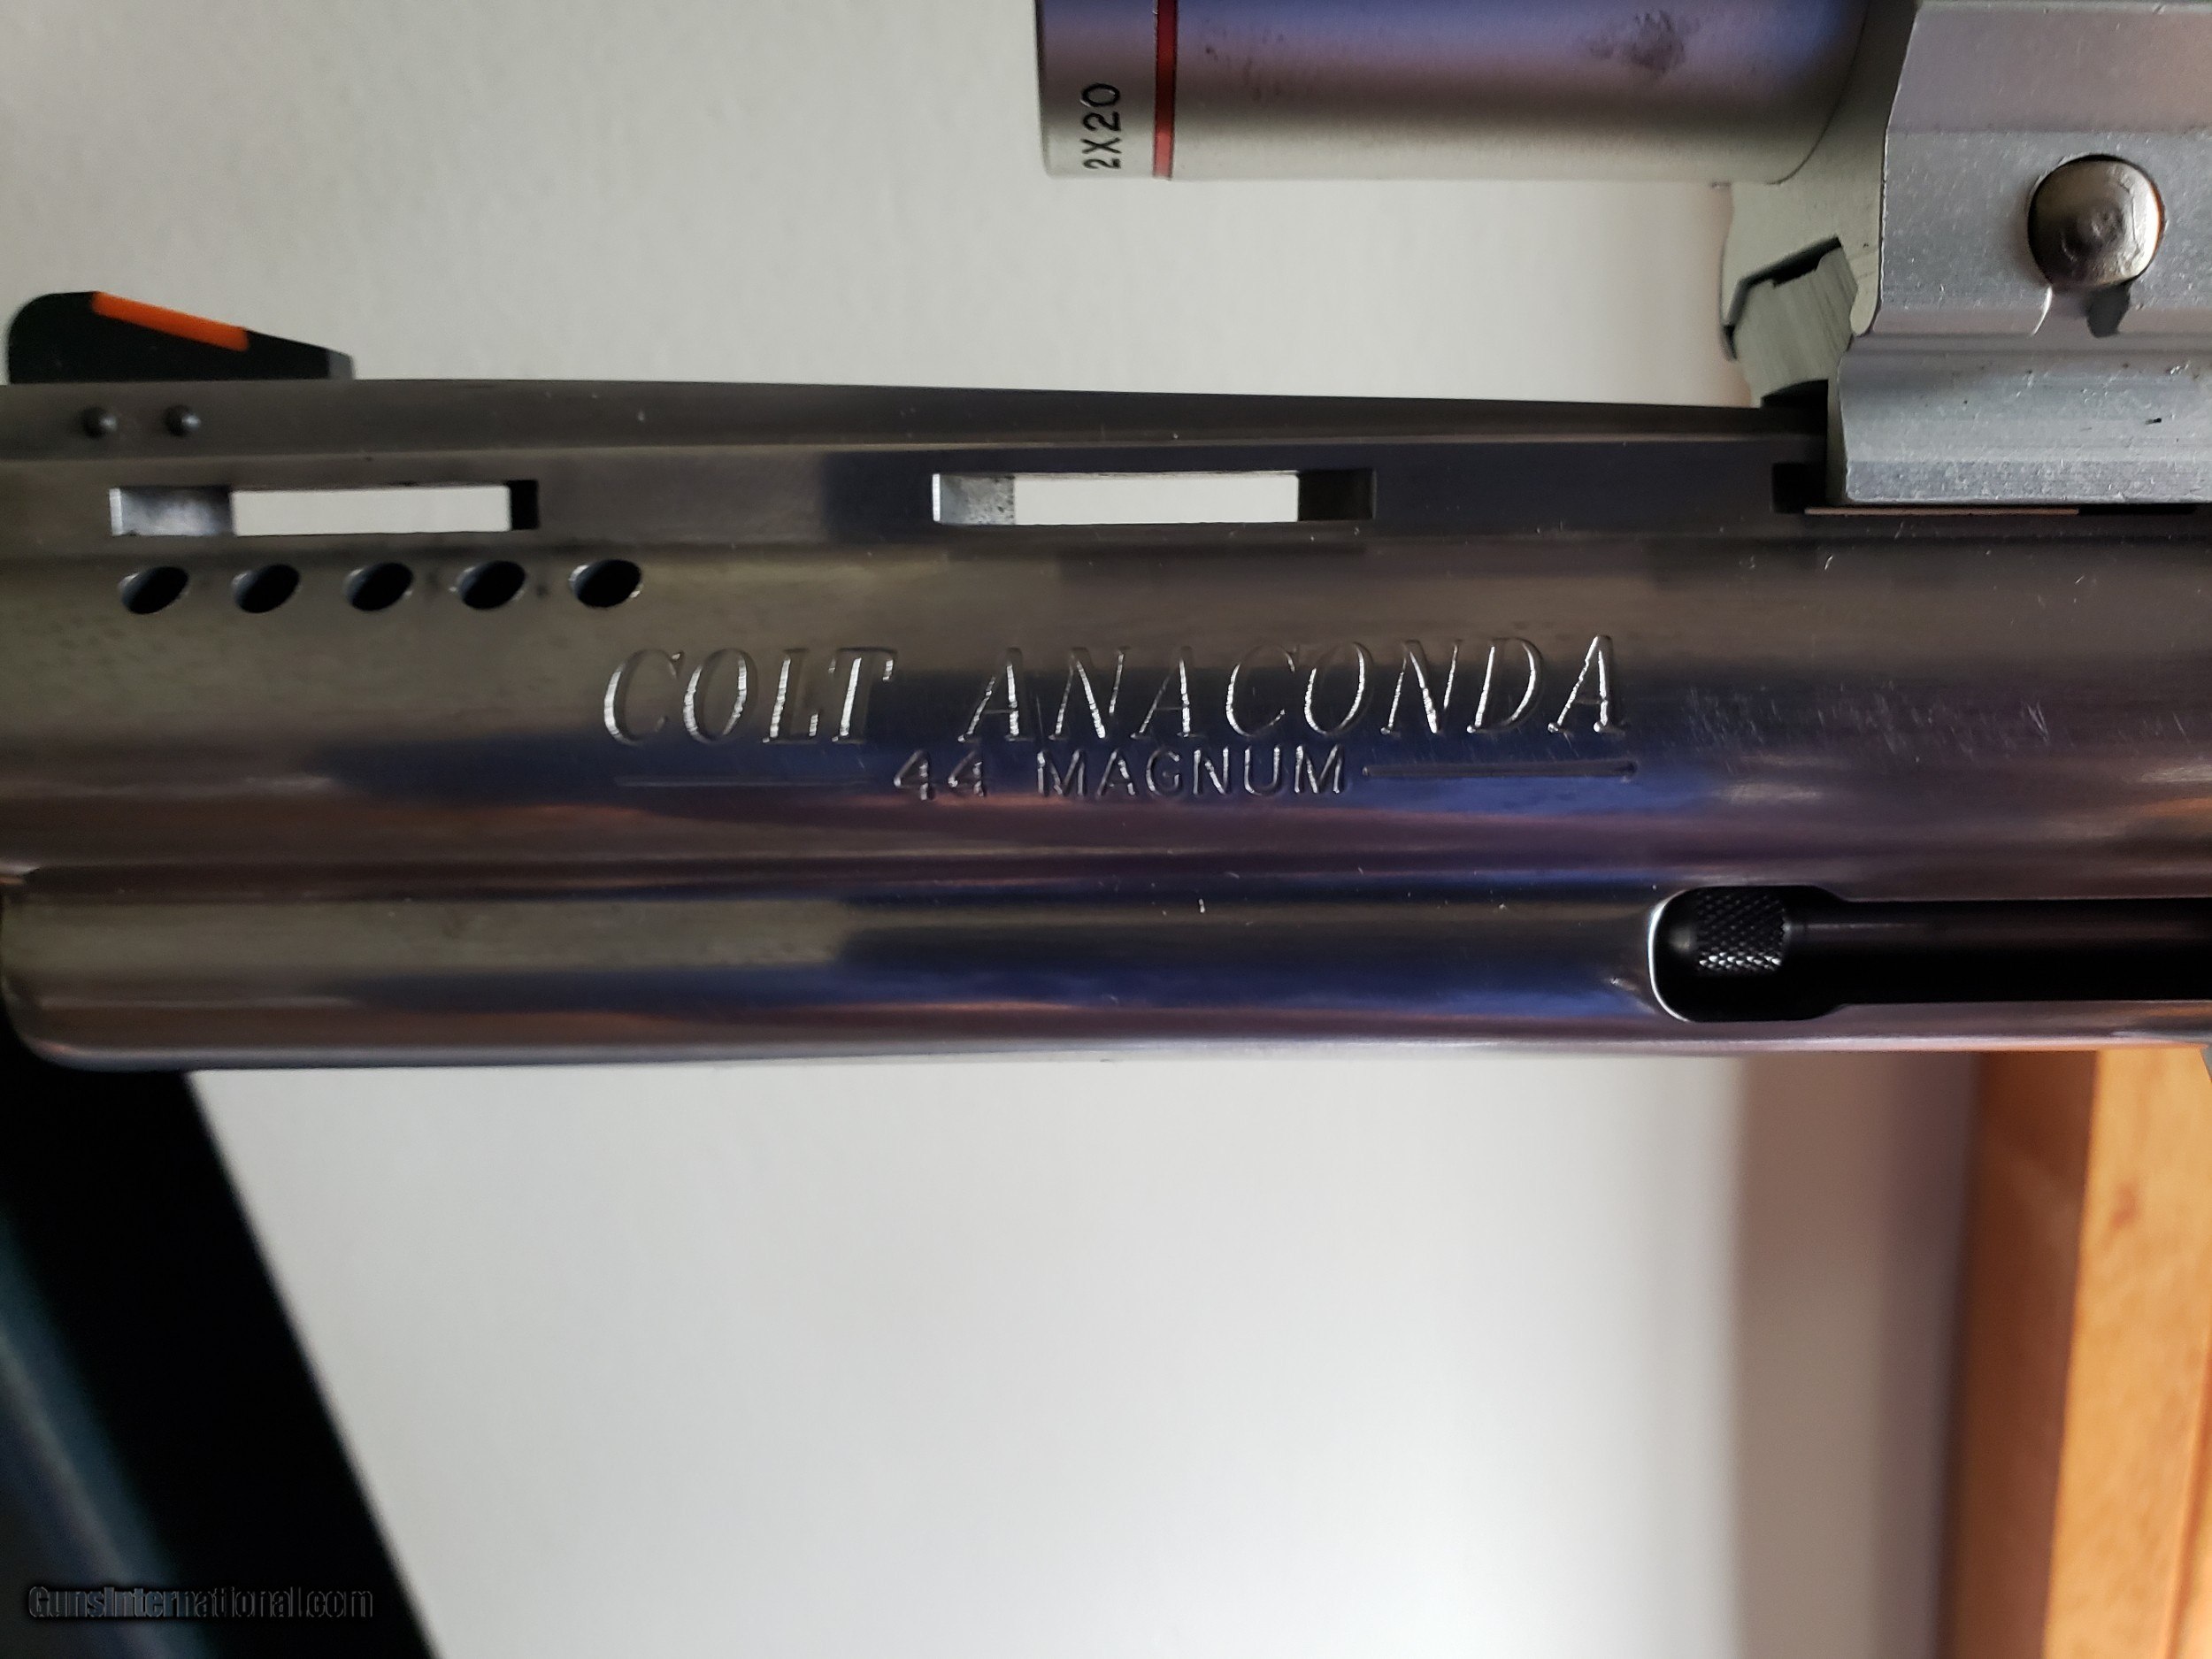 2X20
COLT ANACONDA
44 MAGNUM
GunsInternational.com